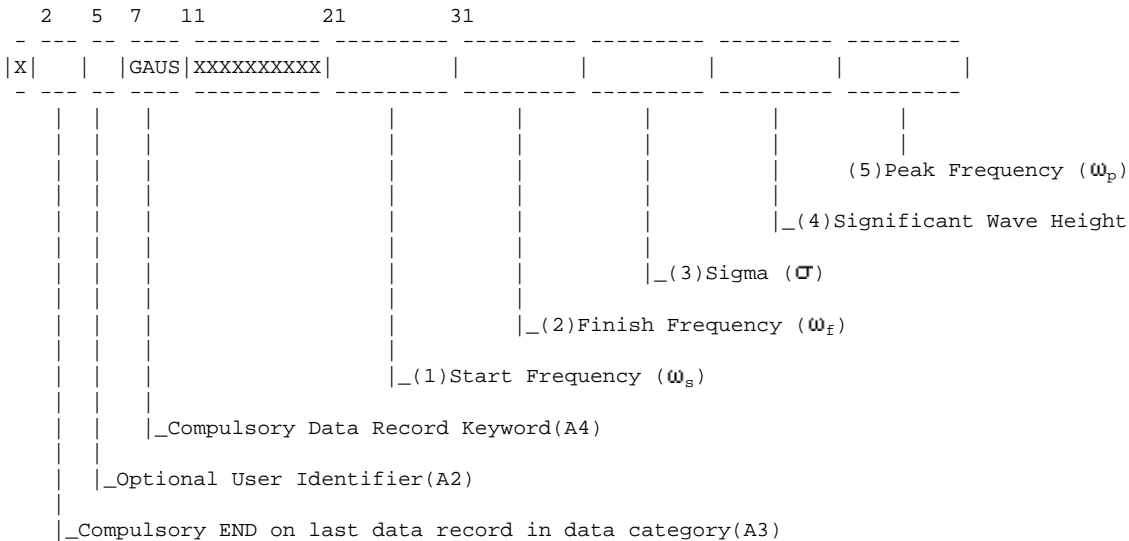 2 5 7 11 21 31
- --- -- ---- ---------- --------- --------- --------- --------- ---------
|X| | |GAUS|XXXXXXXXXX| | | | | |
- --- -- ---- ---------- --------- --------- --------- --------- ---------
(5)Peak Frequency (ωp)
|_(4)Significant Wave Height
|_(3)Sigma (σ)
|_(2)Finish Frequency (ωf)
|_(1)Start Frequency (ωs)
|_Compulsory Data Record Keyword(A4)
|_Optional User Identifier(A2)
|_Compulsory END on last data record in data category(A3)